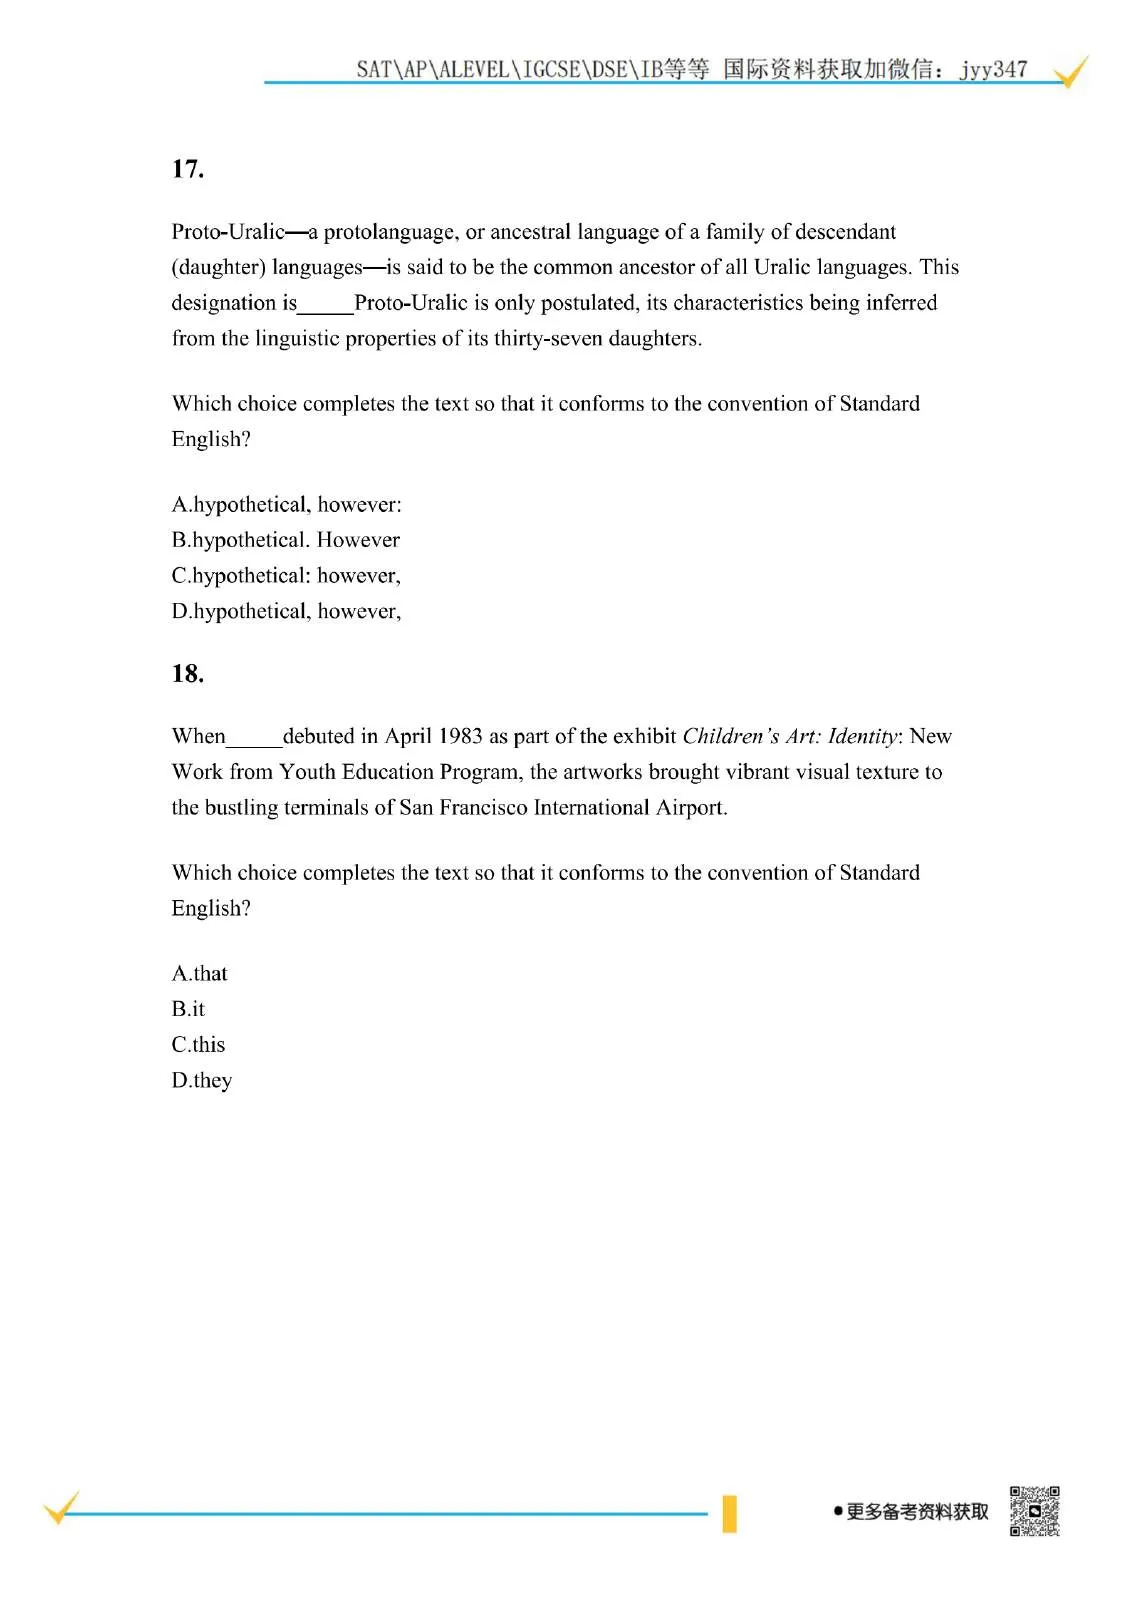 SAT\AP\ALEVEL\IGCSE\DSE\IB等等 国际资料获取加微信：jyy347
17.
Proto-Uralic—a protolanguage, or ancestral language of a family of descendant
(daughter) languages—is said to be the common ancestor of all Uralic languages. This
designation is_____Proto-Uralic is only postulated, its characteristics being inferred
from the linguistic properties of its thirty-seven daughters.
Which choice completes the text so that it conforms to the convention of Standard
English?
A.hypothetical, however:
B.hypothetical. However
C.hypothetical: however,
D.hypothetical, however,
18.
When_____debuted in April 1983 as part of the exhibit Children's Art: Identity: New
Work from Youth Education Program, the artworks brought vibrant visual texture to
the bustling terminals of San Francisco International Airport.
Which choice completes the text so that it conforms to the convention of Standard
English?
A.that
B.it
C.this
D.they
•更多备考资料获取